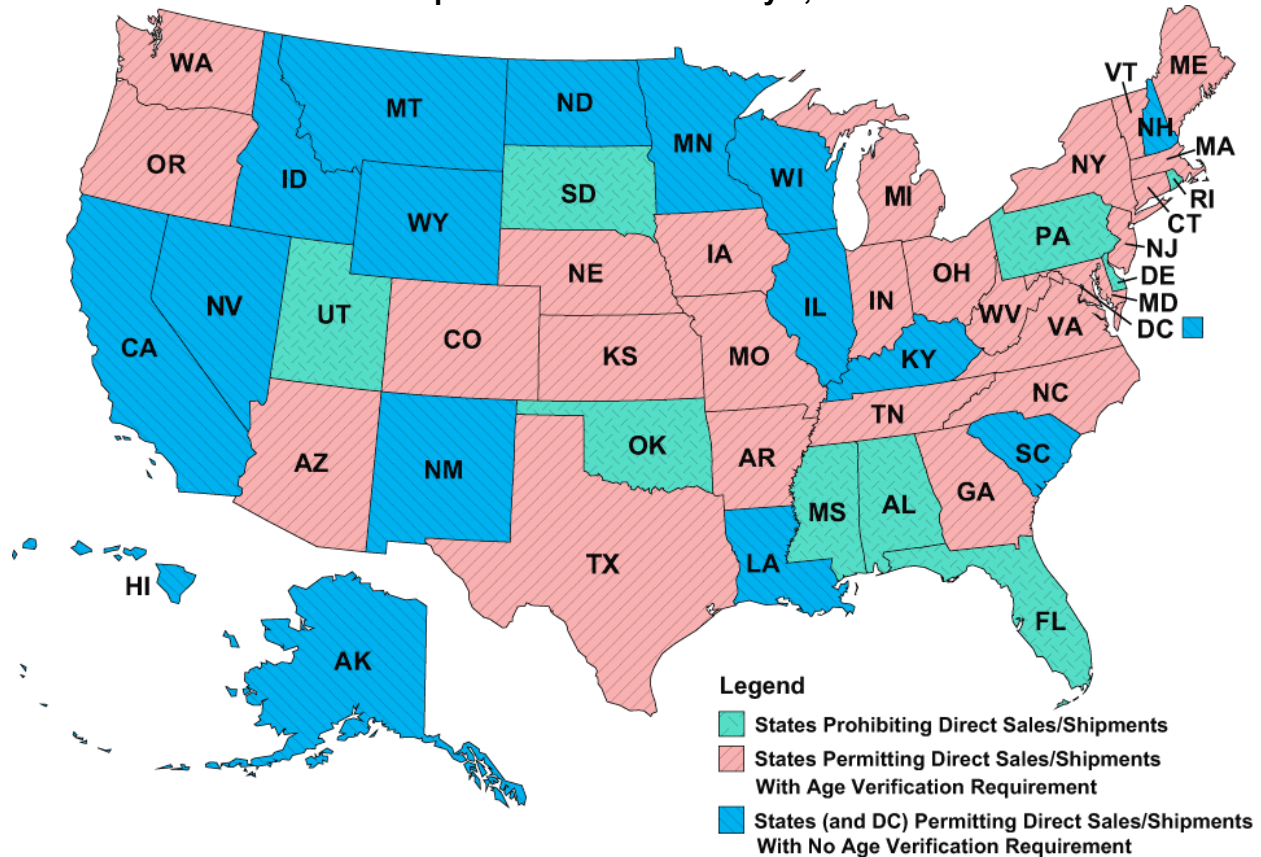 WA
MT
ND
MN
VT
ME
NH
OR
ID
WI
NY
MA
SD
MI
RI
WY
CT
PA
NJ
IA
NE
OH
DE
NV
UT
IN
MD
IL
WV
DC
CA
CO
VA
KS
MO
KY
NC
TN
OK
AZ
NM
AR
SC
GA
MS
AL
TX
LA
HI
FL
AK
Legend
States Prohibiting Direct Sales/Shipments
States Permitting Direct Sales/Shipments
With Age Verification Requirement
States (and DC) Permitting Direct Sales/Shipments
With No Age Verification Requirement